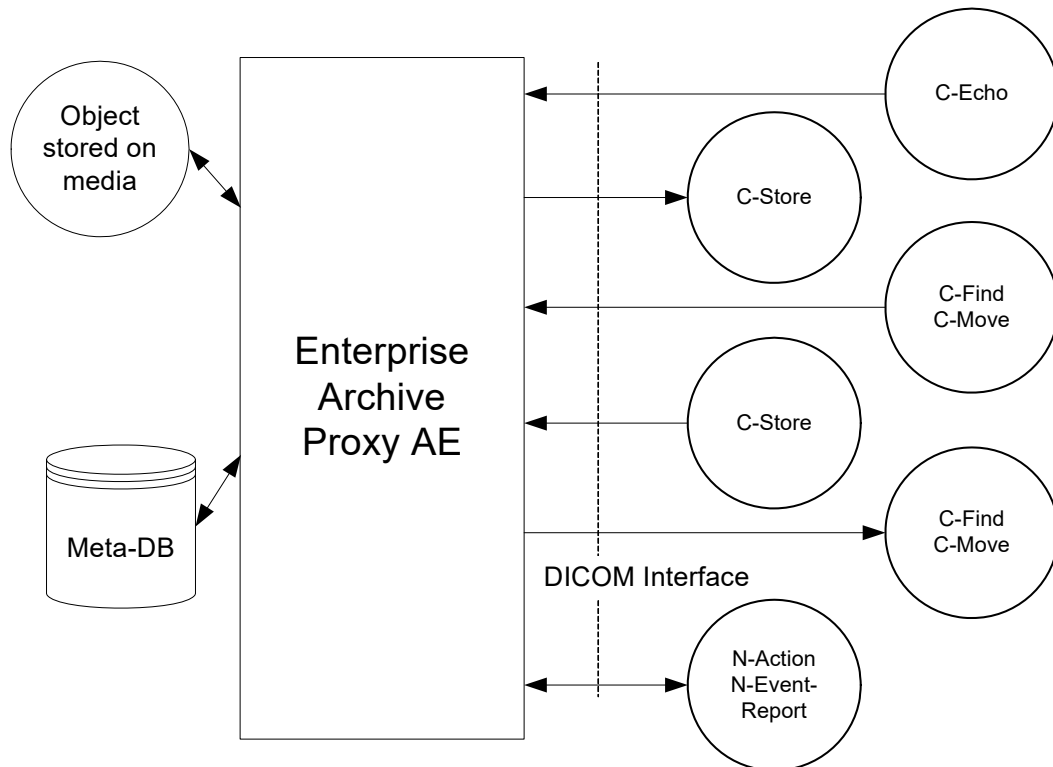 Object
stored on
media
Meta-DB
Enterprise
Archive
Proxy AE
C-Echo
C-Store
C-Find
C-Move
C-Store
C-Find
C-Move
DICOM Interface
N-Action
N-Event-
Report